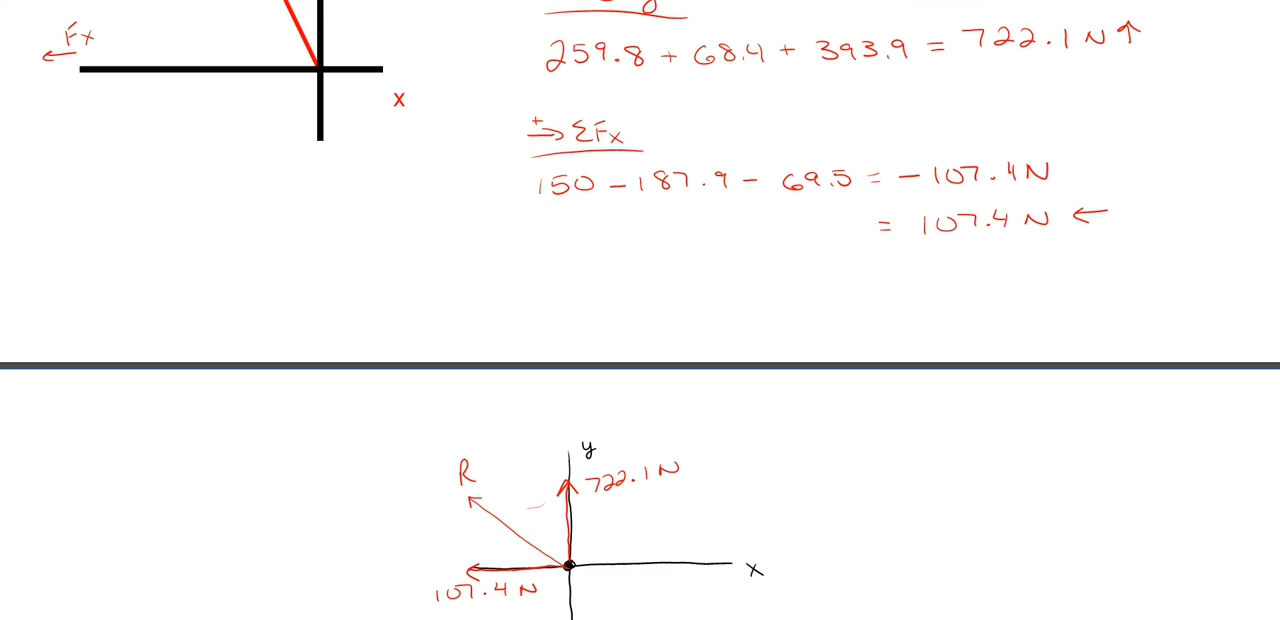 Fx
x
259.8 + 68.4 + 393.9 = 722.1 N ↑
+→ ΣFx
150 - 187.9 - 69.5 = - 107.4 N
= 107.4 N ←
y
R
722.1 N
x
107.4 N